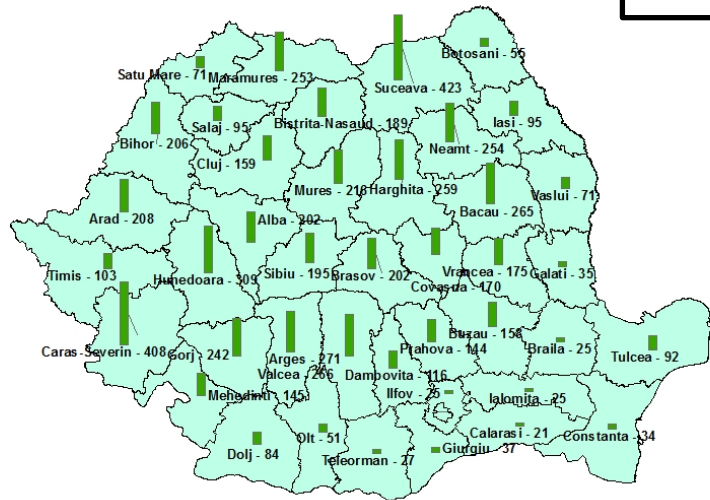 Botosani - 55
Satu Mare - 71
Maramures - 253
Suceava - 423
Salaj - 95
Bistrita-Nasaud - 189
Iasi - 95
Bihor - 206
Neamt - 254
Cluj - 159
Mures - 218
Harghita - 259
Vaslui - 71
Bacau - 265
Arad - 208
Alba - 202
Timis - 103
Hunedoara - 309
Sibiu - 195
Brasov - 202
Vrancea - 175
Galati - 35
Covasna - 170
Buzau - 158
Caras-Severin - 408
Gorj - 242
Arges - 271
Prahova - 144
Braila - 25
Tulcea - 92
Valcea - 266
Dambovita - 116
Mehedinti - 145
Ilfov - 25
Ialomita - 25
Olt - 51
Calarasi - 21
Constanta - 34
Dolj - 84
Giurgiu - 37
Teleorman - 27